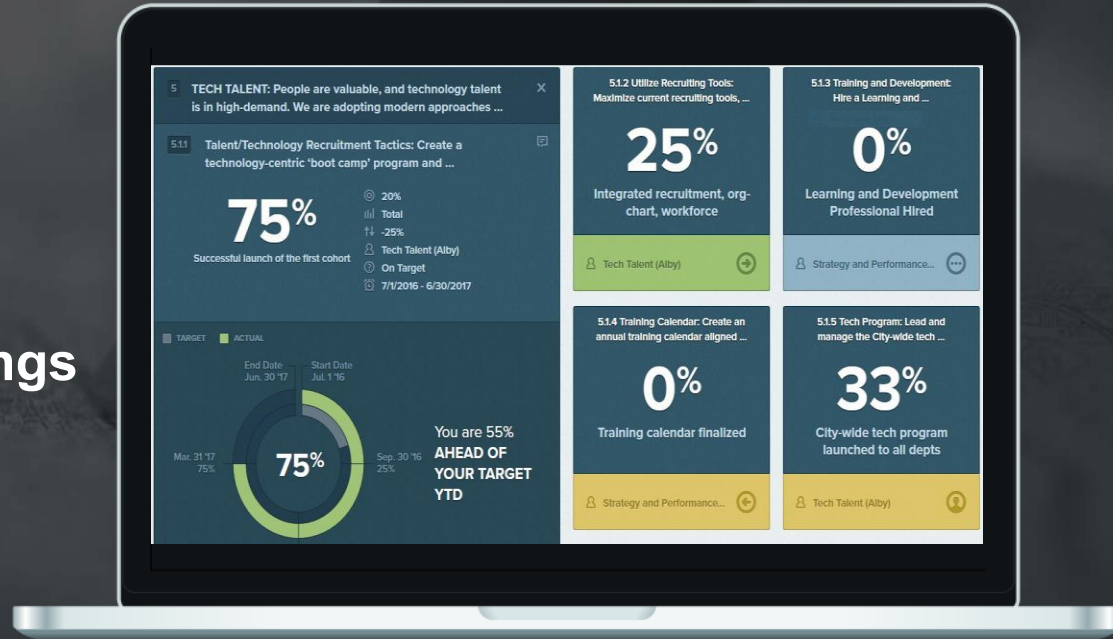 ngs
5 TECH TALENT: People are valuable, and technology talent
is in high-demand. We are adopting modern approaches ...
5.1.1 Talent/Technology Recruitment Tactics: Create a
technology-centric 'boot camp' program and ...
75%
Successful launch of the first cohort
20%
Total
-25%
Tech Talent (Alby)
On Target
7/1/2016 - 6/30/2017
TARGET ACTUAL
End Date
Jun. 30 '17
Start Date
Jul. 1 '16
Mar. 31 '17
75%
75%
Sep. 30 '16
25%
You are 55%
AHEAD OF
YOUR TARGET
YTD
5.1.2 Utilize Recruiting Tools:
Maximize current recruiting tools, ...
25%
Integrated recruitment, org-
chart, workforce
Tech Talent (Alby)
5.1.3 Training and Development:
Hire a Learning and ...
0%
Learning and Development
Professional Hired
Strategy and Performance...
5.1.4 Training Calendar: Create an
annual training calendar aligned ...
0%
Training calendar finalized
Strategy and Performance...
5.1.5 Tech Program: Lead and
manage the City-wide tech ...
33%
City-wide tech program
launched to all depts
Tech Talent (Alby)